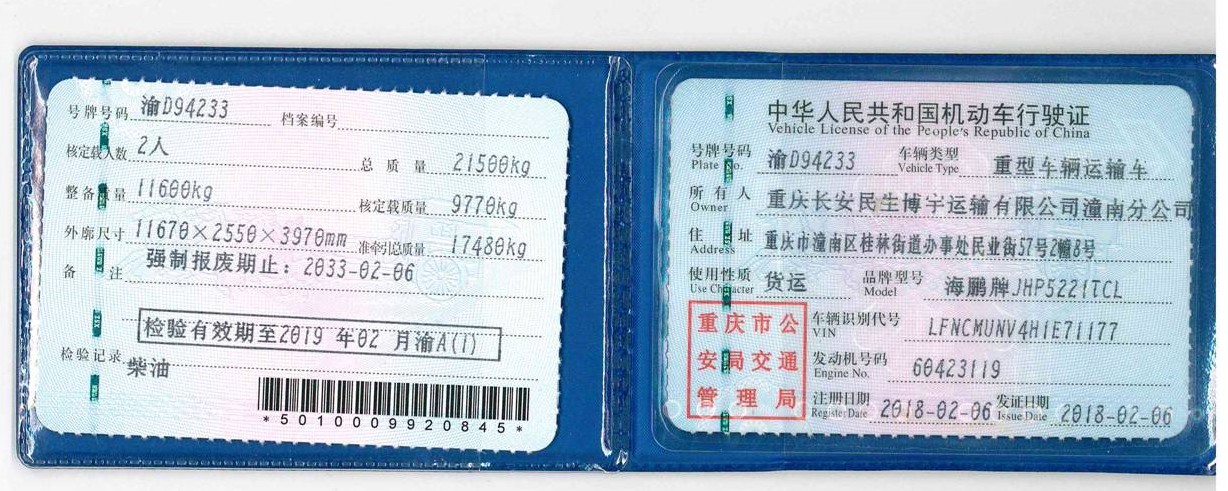 号牌号码 渝D94233 档案编号
核定载人数 2人 总质量 21500kg
整备质量 11600kg 核定载质量 9770kg
外廓尺寸 11670×2550×3970mm 准牵引总质量 17480kg
备注 强制报废期止：2033-02-06
检验有效期至2019 年02 月渝A(1)
检验记录 柴油
*5010009920845*
中华人民共和国机动车行驶证
Vehicle License of the People's Republic of China
号牌号码 渝D94233 车辆类型 重型车辆运输车
Plate No. Vehicle Type
所有人 重庆长安民生博宇运输有限公司潼南分公司
Owner
住址 重庆市潼南区桂林街道办事处民业街57号2幢8号
Address
使用性质 货运 品牌型号 海鹏牌JHP5221TCL
Use Character Model
重庆市公
安局交通
管理局
车辆识别代号 LFNCMUNV4H1E71177
VIN
发动机号码 60423119
Engine No.
注册日期 2018-02-06 发证日期 2018-02-06
Register Date Issue Date